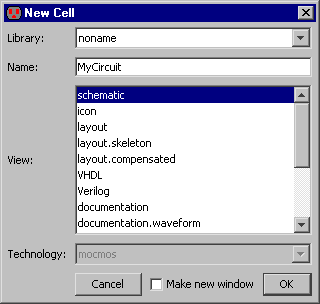 New Cell
Library: noname
Name: MyCircuit
View:
schematic
icon
layout
layout.skeleton
layout.compensated
VHDL
Verilog
documentation
documentation.waveform
Technology: mocmos
Cancel Make new window OK